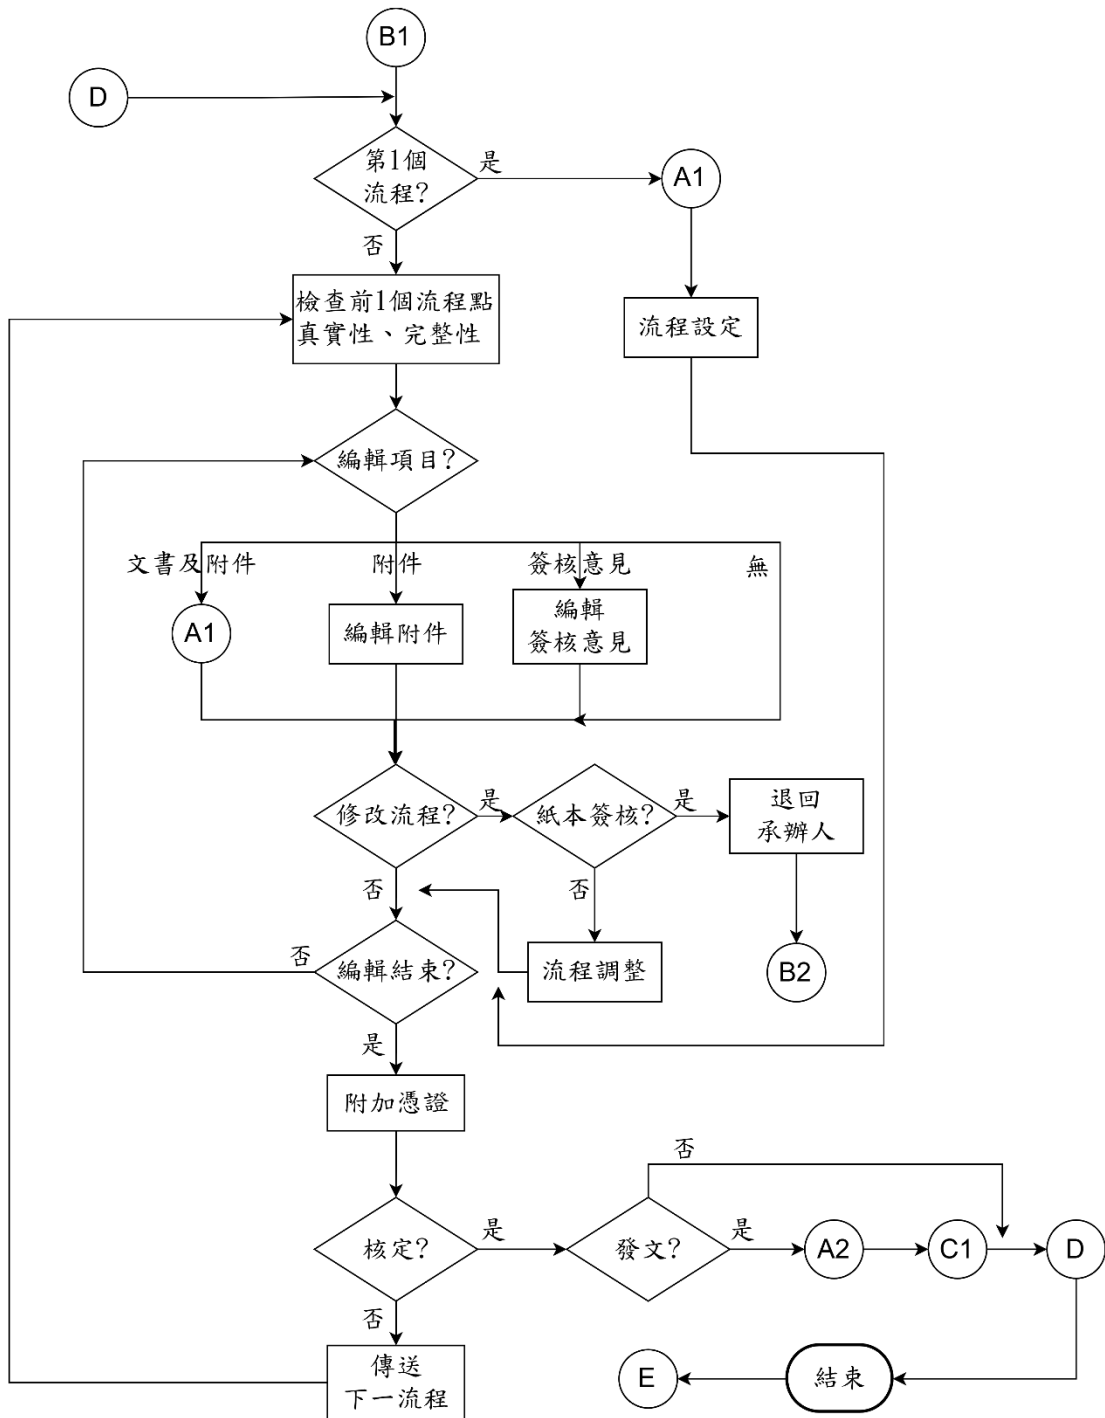 B1
D
第1個
流程?
是
A1
否
檢查前1個流程點
真實性、完整性
流程設定
編輯項目?
文書及附件
附件
簽核意見
無
A1
編輯附件
編輯
簽核意見
修改流程?
是
紙本簽核?
是
退回
承辦人
否
否
編輯結束?
否
流程調整
B2
是
附加憑證
否
核定?
是
發文?
是
A2
C1
D
否
傳送
下一流程
E
結束